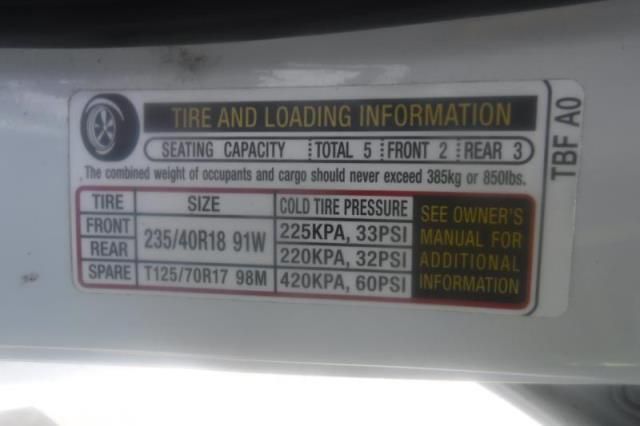 TIRE AND LOADING INFORMATION
SEATING CAPACITY TOTAL 5 FRONT 2 REAR 3
The combined weight of occupants and cargo should never exceed 385kg or 850lbs.
TIRE SIZE COLD TIRE PRESSURE
FRONT 235/40R18 91W 225KPA, 33PSI
REAR 220KPA, 32PSI
SPARE T125/70R17 98M 420KPA, 60PSI
SEE OWNER'S
MANUAL FOR
ADDITIONAL
INFORMATION
TBF A0